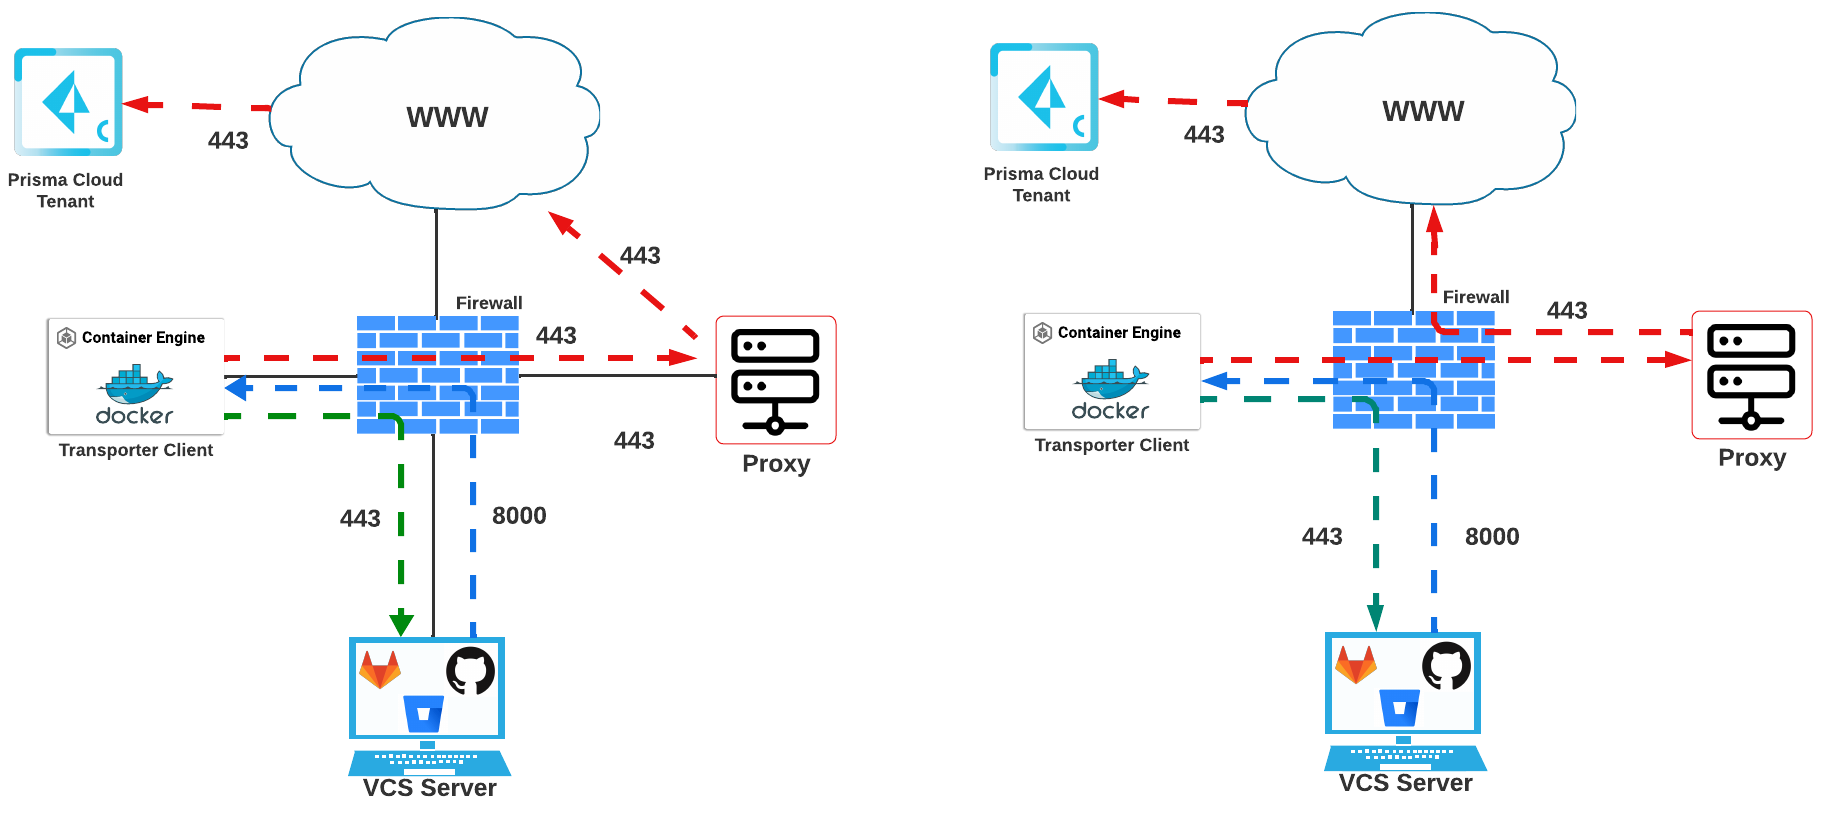 WWW
443
Prisma Cloud
Tenant
443
Firewall
443
Container Engine
docker
Transporter Client
443
Proxy
443
8000
VCS Server
WWW
443
Prisma Cloud
Tenant
Firewall
443
Container Engine
docker
Transporter Client
Proxy
443
8000
VCS Server